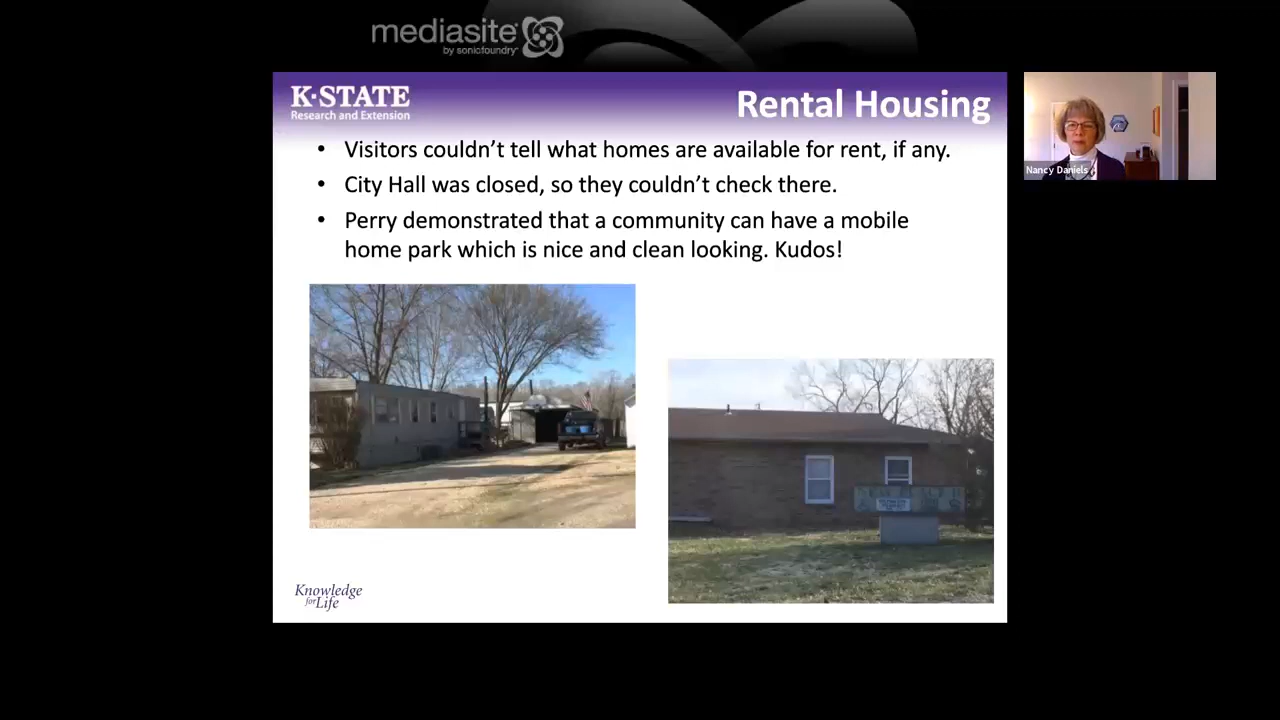 mediasite
by sonicfoundry
K-STATE
Research and Extension
Rental Housing
• Visitors couldn't tell what homes are available for rent, if any.
• City Hall was closed, so they couldn't check there.
• Perry demonstrated that a community can have a mobile
home park which is nice and clean looking. Kudos!
Nancy Daniels
Knowledge
for Life